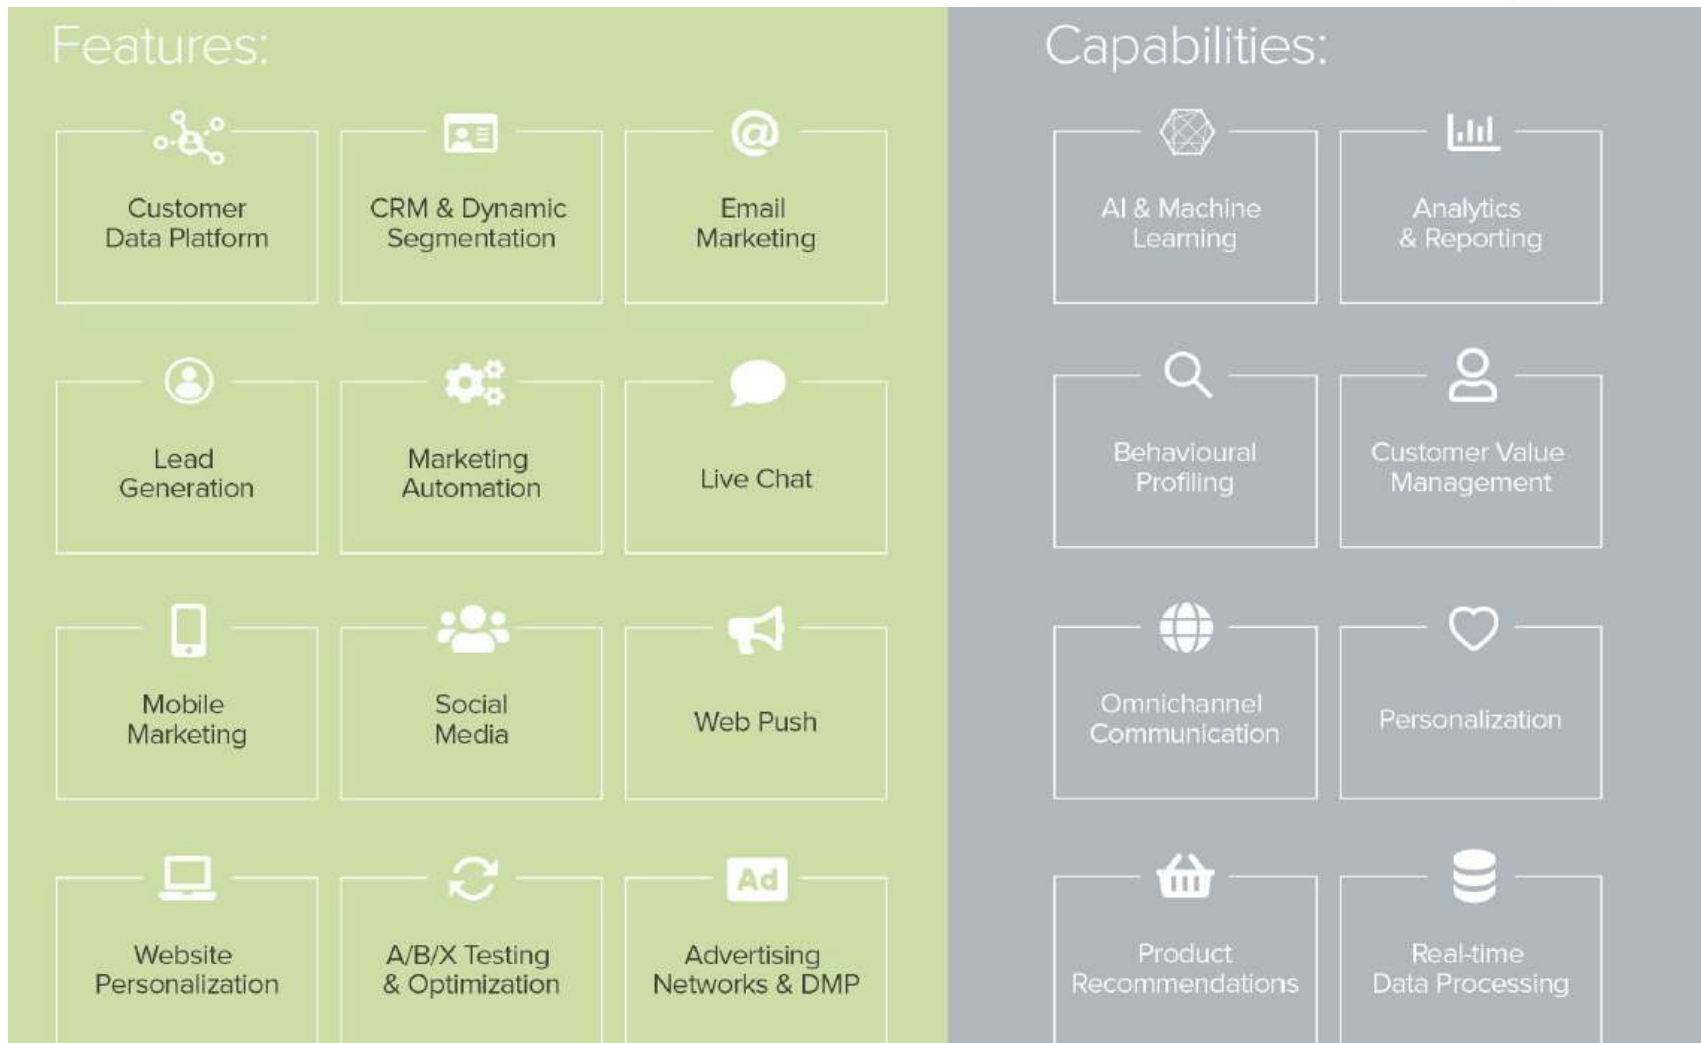 Features:
Customer
Data Platform
CRM & Dynamic
Segmentation
Email
Marketing
Lead
Generation
Marketing
Automation
Live Chat
Mobile
Marketing
Social
Media
Web Push
Website
Personalization
A/B/X Testing
& Optimization
Ad
Advertising
Networks & DMP
Capabilities:
AI & Machine
Learning
Analytics
& Reporting
Behavioural
Profiling
Customer Value
Management
Omnichannel
Communication
Personalization
Product
Recommendations
Real-time
Data Processing